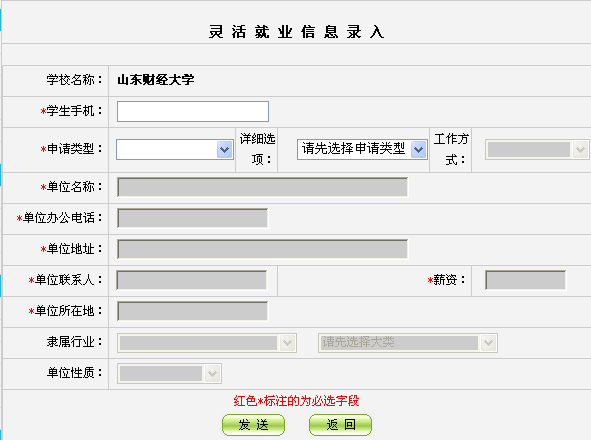 灵活就业信息录入
学校名称： 山东财经大学
*学生手机：
*申请类型： 详细选项： 请先选择申请类型 工作方式：
*单位名称：
*单位办公电话：
*单位地址：
*单位联系人： *薪资：
*单位所在地：
隶属行业： 请先选择大类
单位性质：
红色*标注的为必选字段
发送 返回